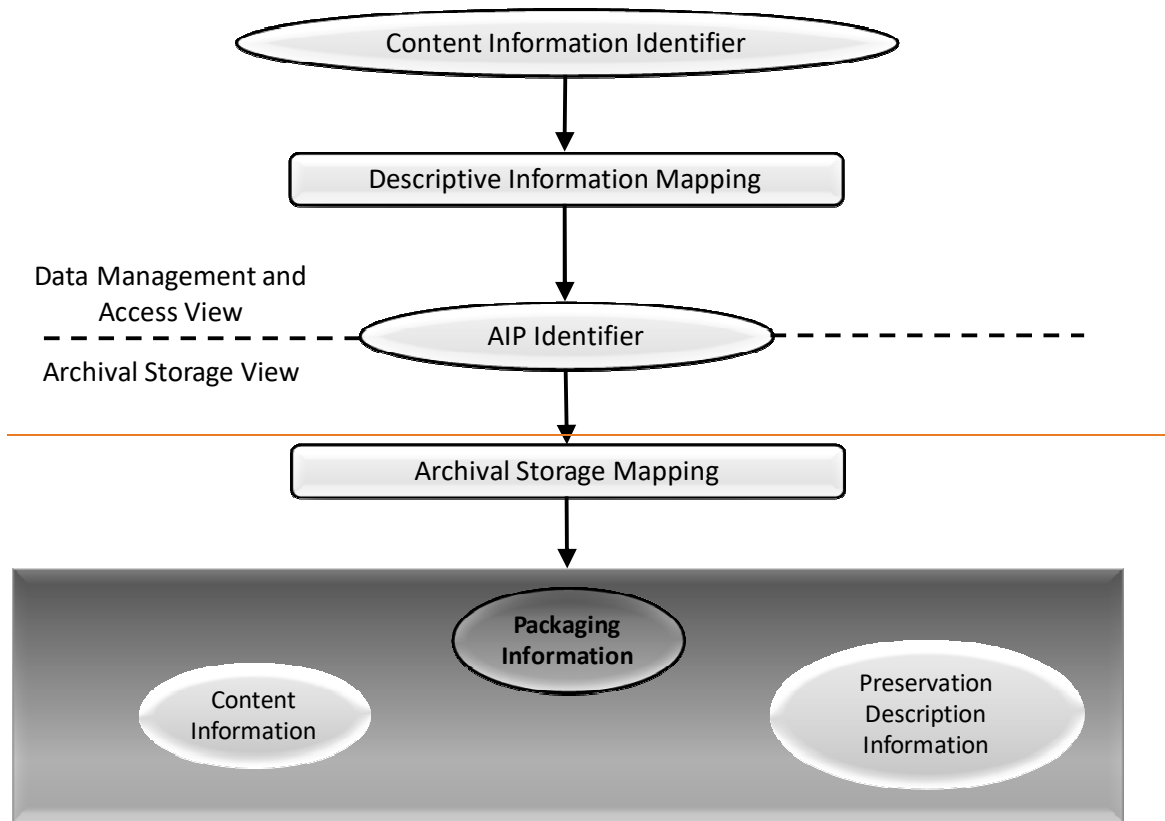 Content Information Identifier
Descriptive Information Mapping
Data Management and
Access View
AIP Identifier
Archival Storage View
Archival Storage Mapping
Packaging
Information
Content
Information
Preservation
Description
Information